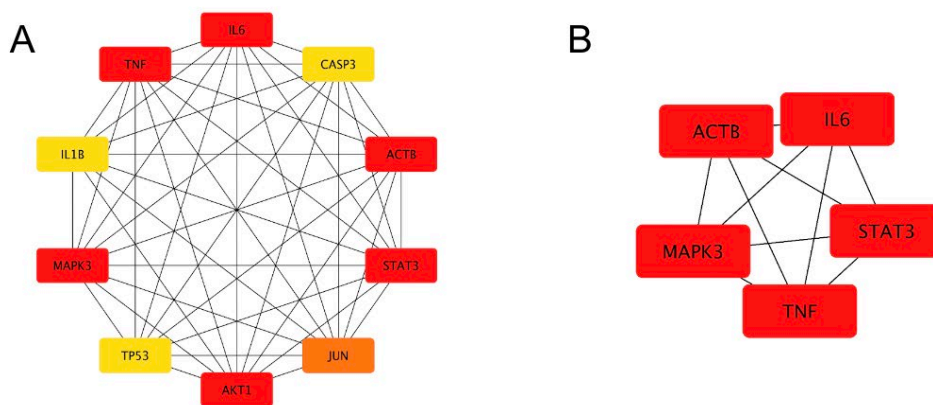 A
IL6
TNF
CASP3
IL1B
ACTB
MAPK3
STAT3
TP53
JUN
AKT1
B
ACTB
IL6
STAT3
MAPK3
TNF